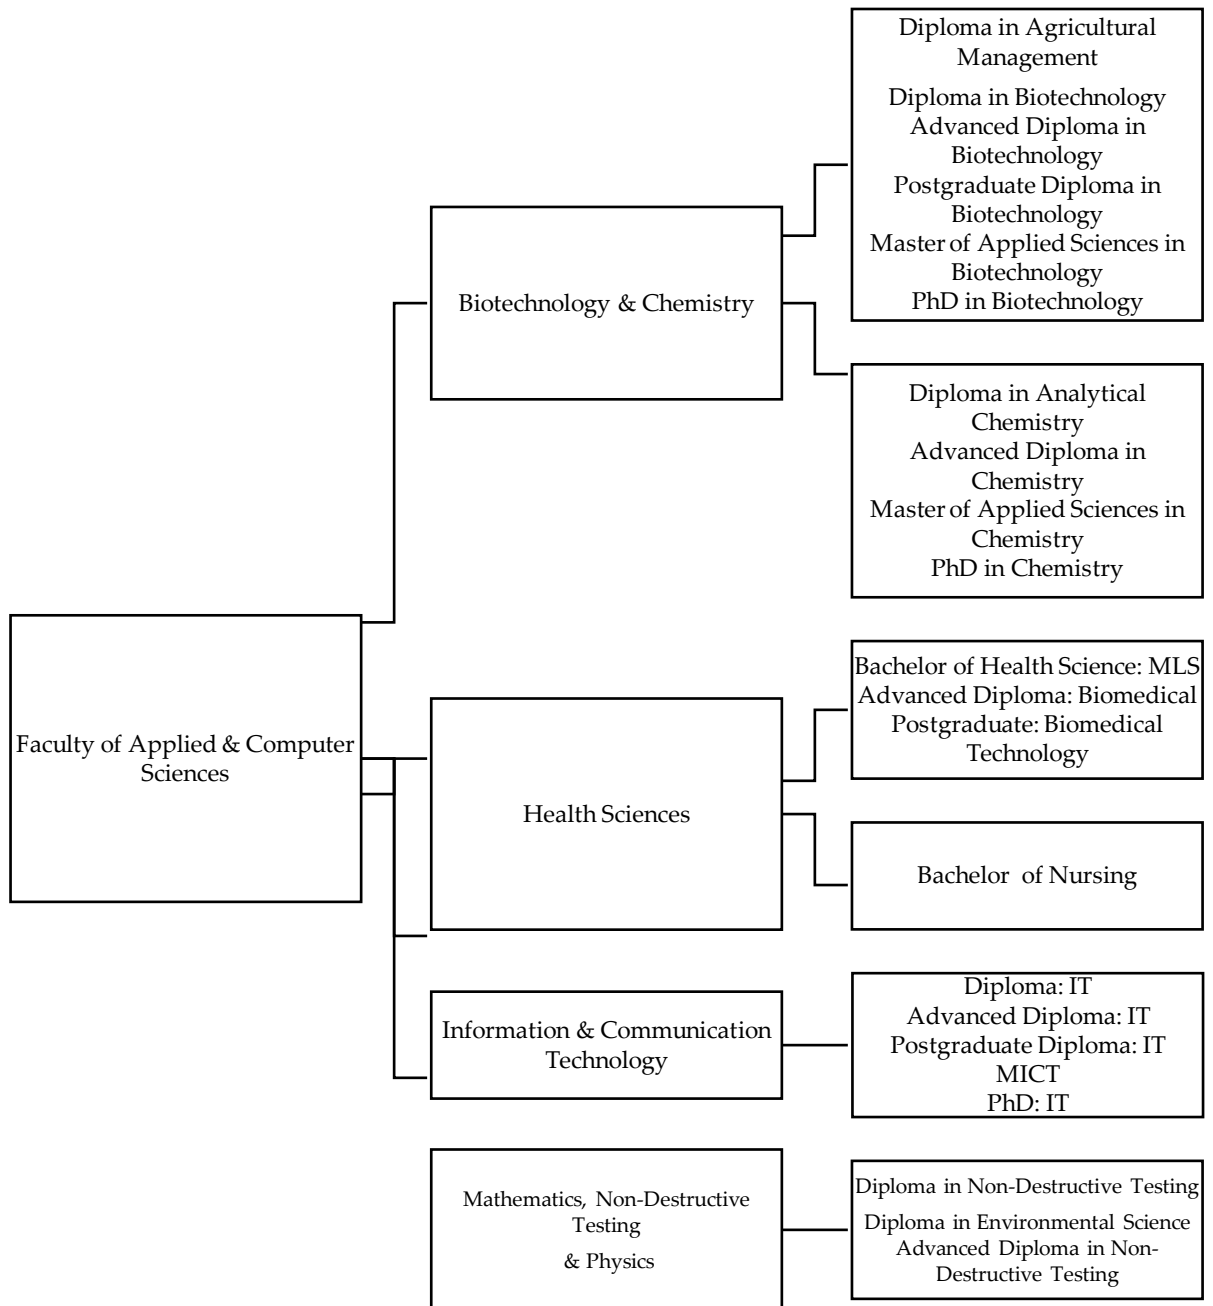 Faculty of Applied & Computer
Sciences
Biotechnology & Chemistry
Diploma in Agricultural
Management
Diploma in Biotechnology
Advanced Diploma in
Biotechnology
Postgraduate Diploma in
Biotechnology
Master of Applied Sciences in
Biotechnology
PhD in Biotechnology
Diploma in Analytical
Chemistry
Advanced Diploma in
Chemistry
Master of Applied Sciences in
Chemistry
PhD in Chemistry
Health Sciences
Bachelor of Health Science: MLS
Advanced Diploma: Biomedical
Postgraduate: Biomedical
Technology
Bachelor of Nursing
Information & Communication
Technology
Diploma: IT
Advanced Diploma: IT
Postgraduate Diploma: IT
MICT
PhD: IT
Mathematics, Non-Destructive
Testing
& Physics
Diploma in Non-Destructive Testing
Diploma in Environmental Science
Advanced Diploma in Non-
Destructive Testing